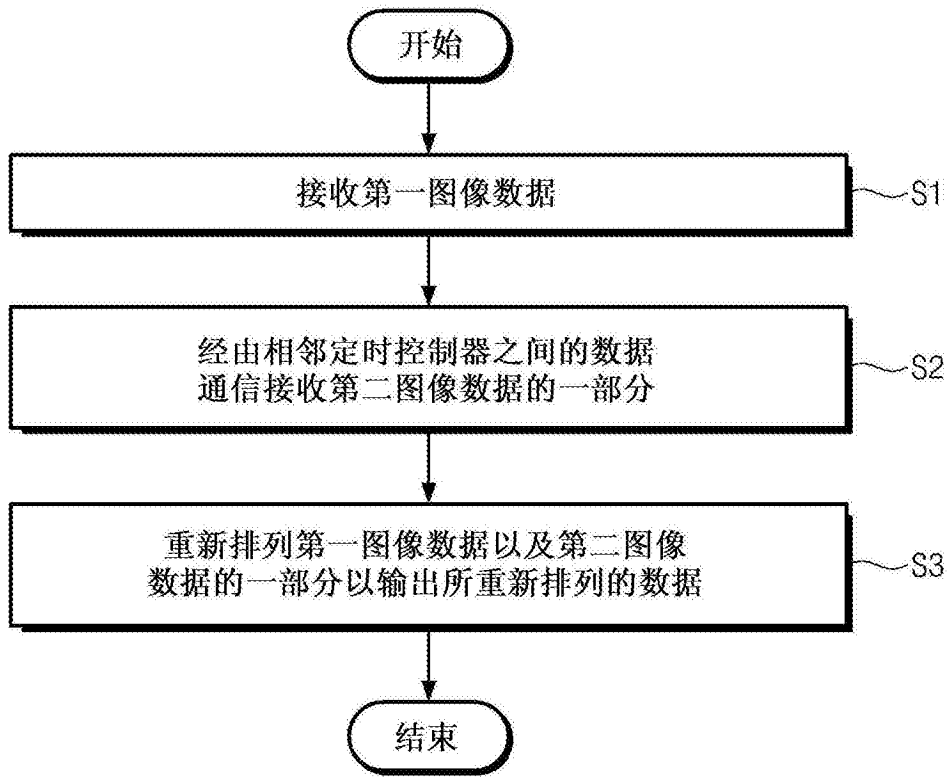 开始
接收第一图像数据
S1
经由相邻定时控制器之间的数据
通信接收第二图像数据的一部分
S2
重新排列第一图像数据以及第二图像
数据的一部分以输出所重新排列的数据
S3
结束